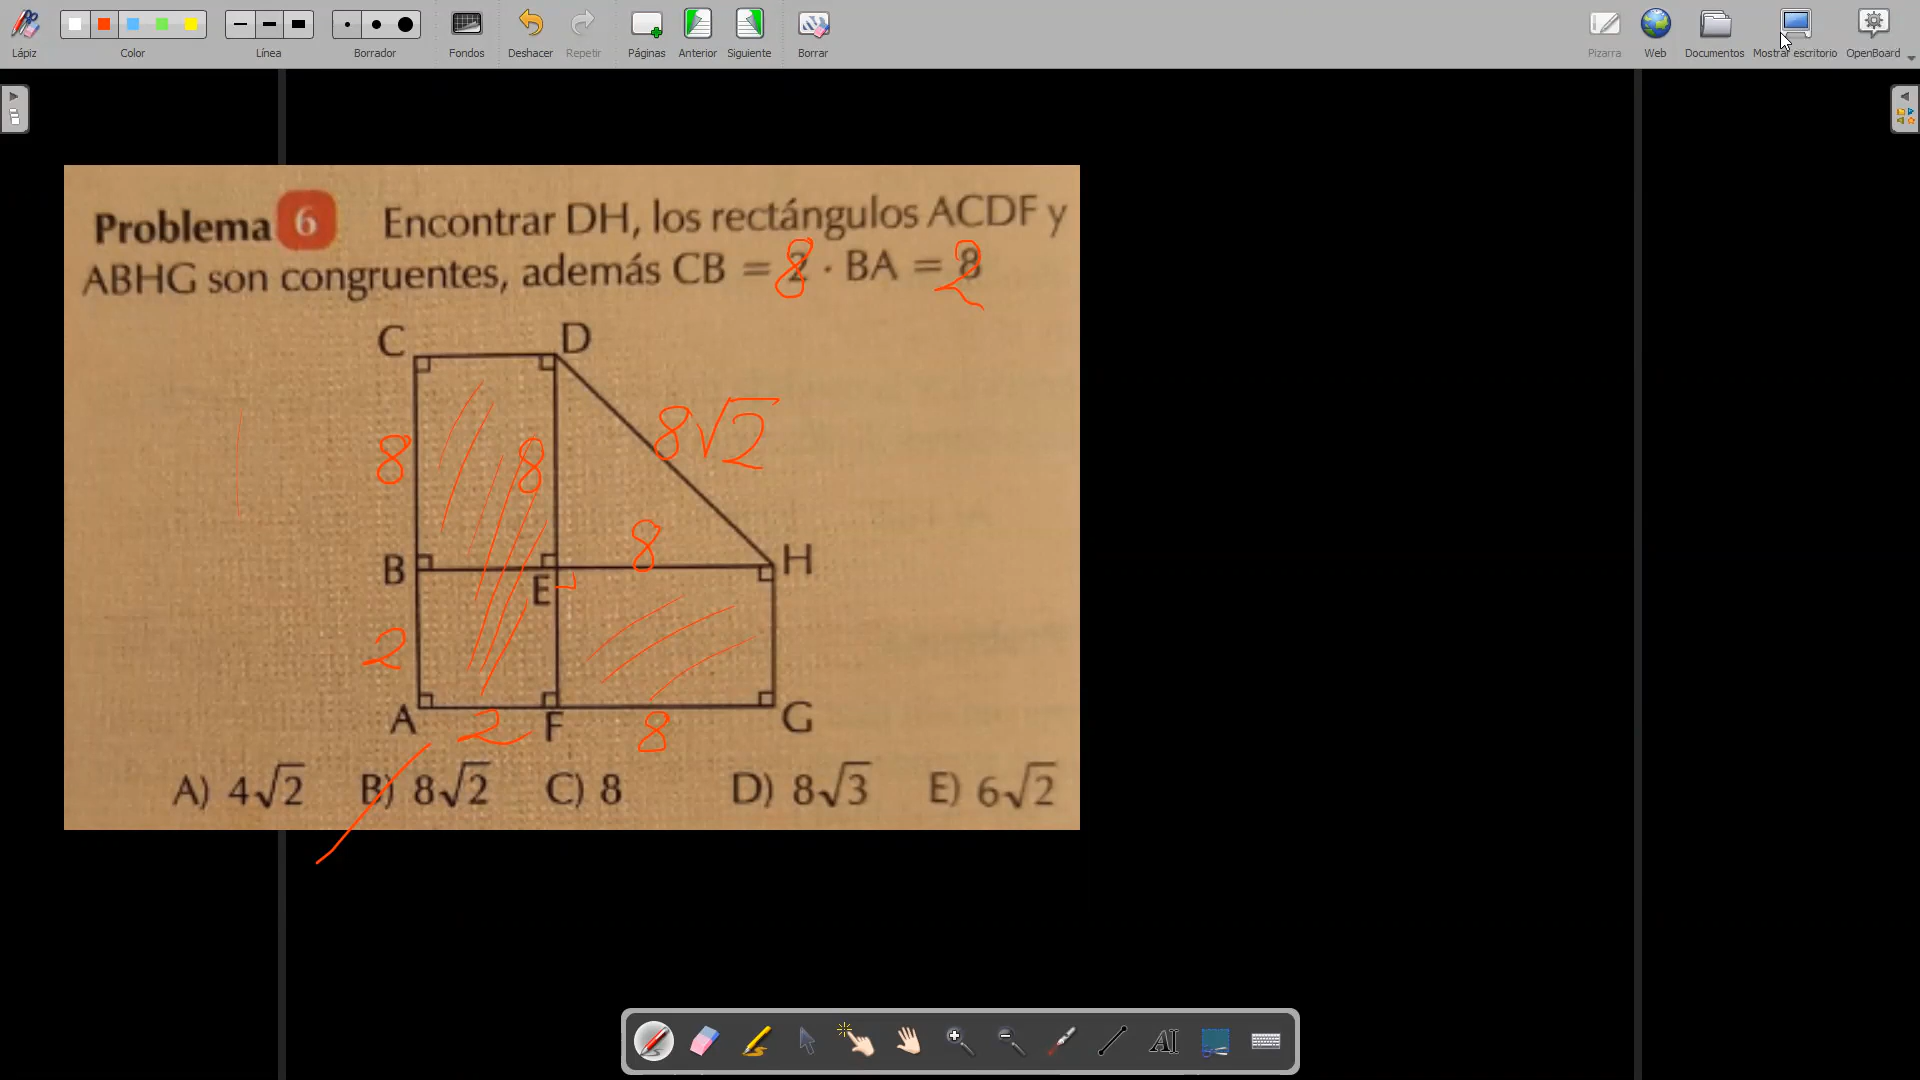 Lápiz
Color
Línea
Borrador
Fondos
Deshacer
Repetir
Páginas
Anterior
Siguiente
Borrar
Pizarra
Web
Documentos
Mostrar escritorio
OpenBoard
Problema 6 Encontrar DH, los rectángulos ACDF y
ABHG son congruentes, además CB = 2 · BA = 8
8 2
C D
8 8 8√2
8
B E H
2
A F G
2 8
A) 4√2 B) 8√2 C) 8 D) 8√3 E) 6√2
AI